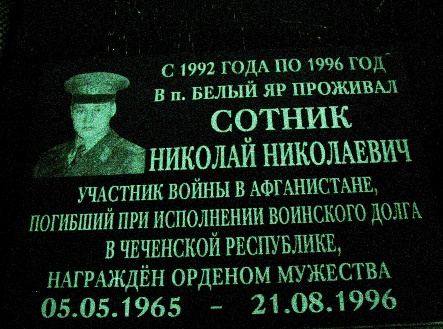 С 1992 ГОДА ПО 1996 ГОД
В п. БЕЛЫЙ ЯР ПРОЖИВАЛ
СОТНИК
НИКОЛАЙ НИКОЛАЕВИЧ
УЧАСТНИК ВОЙНЫ В АФГАНИСТАНЕ,
ПОГИБШИЙ ПРИ ИСПОЛНЕНИИ ВОИНСКОГО ДОЛГА
В ЧЕЧЕНСКОЙ РЕСПУБЛИКЕ,
НАГРАЖДЁН ОРДЕНОМ МУЖЕСТВА
05.05.1965 - 21.08.1996